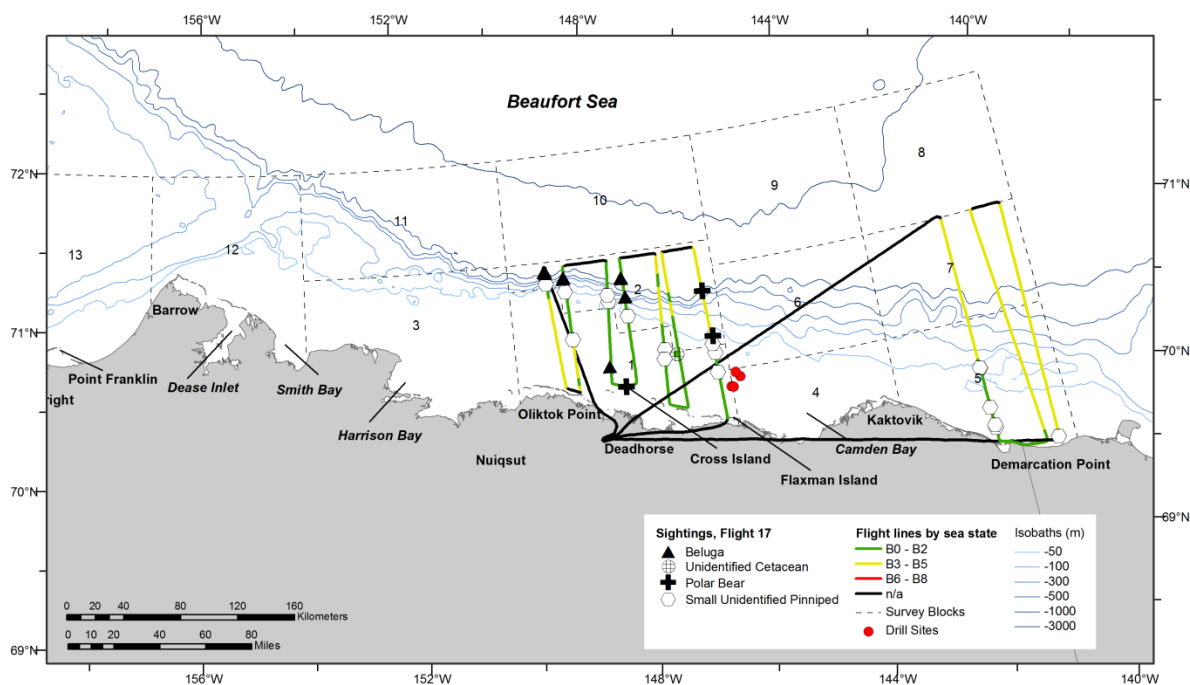 156°W
152°W
148°W
144°W
140°W
Beaufort Sea
72°N
71°N
71°N
70°N
70°N
69°N
69°N
8
9
10
11
12
13
7
2
6
3
1
5
4
Barrow
Point Franklin
Dease Inlet
Smith Bay
right
Harrison Bay
Oliktok Point
Nuiqsut
Deadhorse
Cross Island
Flaxman Island
Camden Bay
Kaktovik
Demarcation Point
Sightings, Flight 17
Beluga
Unidentified Cetacean
Polar Bear
Small Unidentified Pinniped
Flight lines by sea state
B0 - B2
B3 - B5
B6 - B8
n/a
Survey Blocks
Drill Sites
Isobaths (m)
-50
-100
-300
-500
-1000
-3000
0 20 40 80 120 160
Kilometers
0 10 20 40 60 80
Miles
156°W
152°W
148°W
144°W
140°W